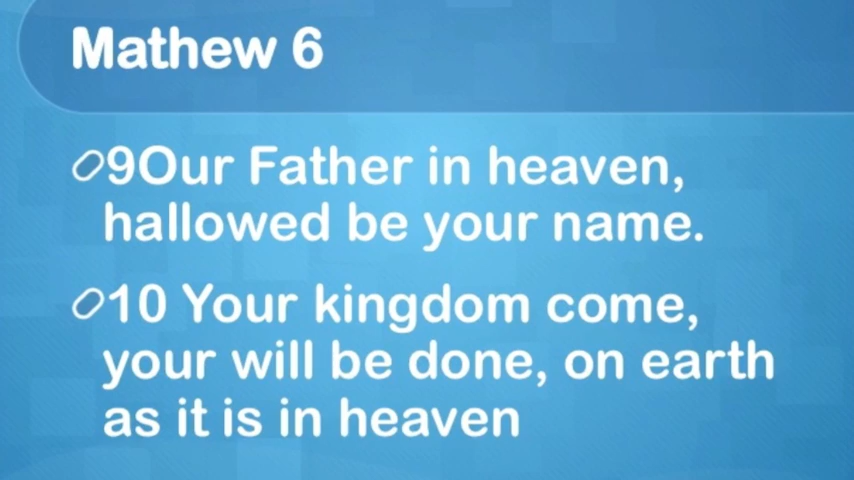 Mathew 6
9Our Father in heaven,
hallowed be your name.
10 Your kingdom come,
your will be done, on earth
as it is in heaven